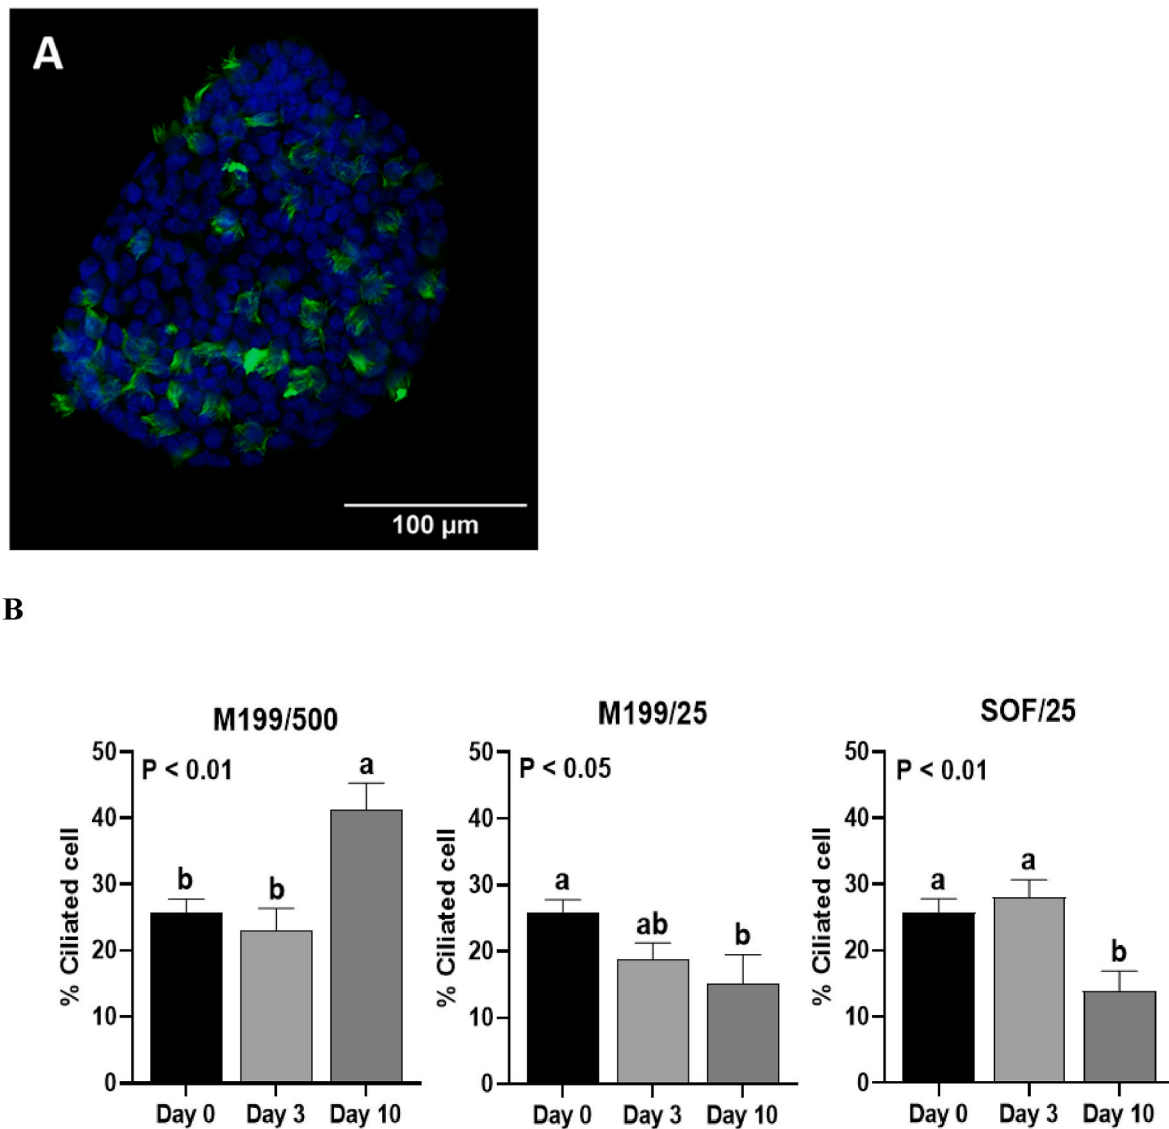 A
100 µm
B
M199/500
P < 0.01
% Ciliated cell
50
40
30
20
10
0
b
b
a
Day 0
Day 3
Day 10
M199/25
P < 0.05
% Ciliated cell
50
40
30
20
10
0
a
ab
b
Day 0
Day 3
Day 10
SOF/25
P < 0.01
% Ciliated cell
50
40
30
20
10
0
a
a
b
Day 0
Day 3
Day 10